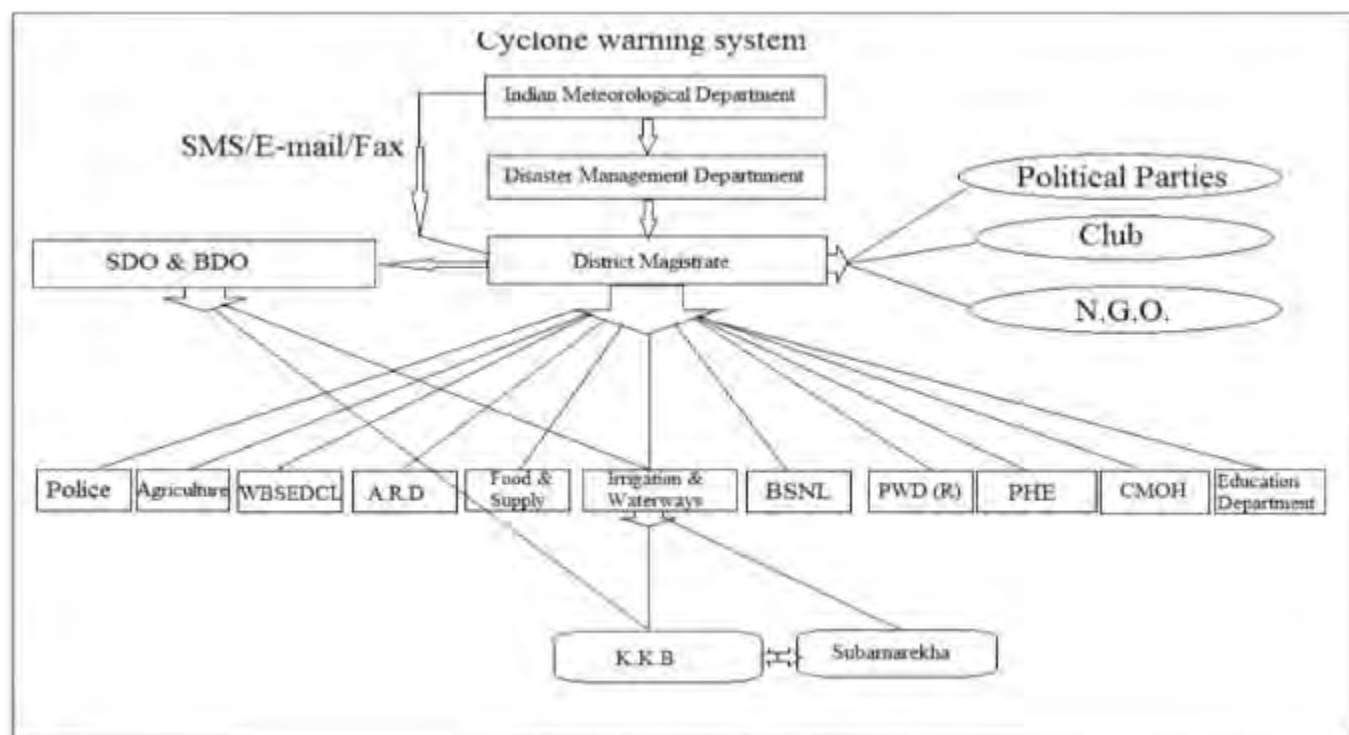 Cyclone warning system
Indian Meteorological Department
SMS/E-mail/Fax
Disaster Management Departnment
Political Parties
Club
SDO & BDO
District Magistrate
N.G.O.
Police
Agriculture
WBSEDCL
A.R.D
Food &
Supply
Irrigation &
Waterways
BSNL
PWD (R)
PHE
CMOH
Education
Department
K.K.B
Subarnarekha